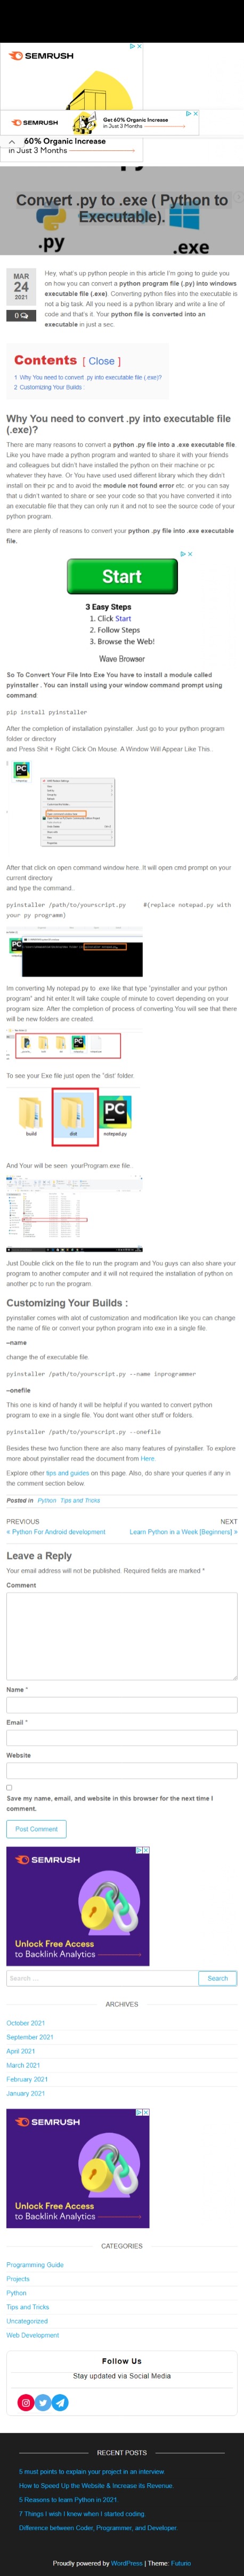 SEMRUSH
SEMRUSH
Get 60% Organic Increase
in Just 3 Months
60% Organic Increase
in Just 3 Months
Convert .py to .exe ( Python to
Executable).
.py
.exe
MAR
24
2021
0
Hey, what's up python people in this article I'm going to guide you
on how you can convert a python program file (.py) into windows
executable file (.exe). Converting python files into the executable is
not a big task. All you need is a python library and write a line of
code and that's it. Your python file is converted into an
executable in just a sec.
Contents [ Close ]
1 Why You need to convert .py into executable file (.exe)?
2 Customizing Your Builds :
Why You need to convert .py into executable file
(.exe)?
There are many reasons to convert a python .py file into a .exe executable file.
Like you have made a python program and want to share it with your friends
and colleagues but didn't have installed the python in their machine or pc
whatever they have. Or You have used used different library which they didn't
install on their pc and to avoid the module not found error etc. or you can say
that u didn't wanted to share or see your code so that you have converted it into
executable file that they can only run it and not to see the source code of your
python program.
there are plenty of reasons to convert your python .py file into .exe executable
file.
Start
3 Easy Steps
1. Click Start
2. Follow Steps
3. Browse the Web!
Wave Browser
So To Convert Your File Into Exe You have to install a module called
pyinstaller . You can install using your window command prompt using
command:
pip install pyinstaller
After the completion of installation pyinstaller. Just go to your python program
folder or directory
and Press Shit + Right Click On Mouse. A Window Will Appear Like This..
PC
After that click on open command window here. It will open cmd prompt on your
current directory
and type the command..
pyinstaller /path/to/yourscript.py #(replace notepad.py with
your py programe)
Im converting My notepad.py to .exe like that type "pyinstaller and your python
program" and hit enter.It will take couple of minute to covert depending on your
program size. After the completion of process of converting.You will see that there
will be new folders are created.
To see your Exe file just open the "dist' folder.
build
dist
notepad.py
PC
And Your will be seen yourProgram.exe file..
Just Double click on the file to run the program and You guys can also share your
program to another computer and it will not required the installation of python on
another pc to run the program.
Customizing Your Builds :
pyinstaller comes with alot of customization and modification like you can change
the name of file or convert your python program into exe in a single file.
–name
change the of executable file.
pyinstaller /path/to/yourscript.py --name inprogrammer
–onefile
This one is kind of handy it will be helpful if you wanted to convert python
program to exe in a single file. You dont want other stuff or folders.
pyinstaller /path/to/yourscript.py --onefile
Besides these two function there are also many features of pyinstaller. To explore
more about pyinstaller read the document from Here.
Explore other tips and guides on this page. Also, do share your queries if any in
the comment section below.
Posted in Python Tips and Tricks
PREVIOUS
NEXT
« Python For Android development
Learn Python in a Week [Beginners] »
Leave a Reply
Your email address will not be published. Required fields are marked *
Comment
Name *
Email *
Website
Save my name, email, and website in this browser for the next time I
comment.
Post Comment
SEMRUSH
Unlock Free Access
to Backlink Analytics
Search …
Search
ARCHIVES
October 2021
September 2021
April 2021
March 2021
February 2021
January 2021
SEMRUSH
Unlock Free Access
to Backlink Analytics
CATEGORIES
Programming Guide
Projects
Python
Tips and Tricks
Uncategorized
Web Development
Follow Us
Stay updated via Social Media
RECENT POSTS
5 must points to explain your project in an interview.
How to Speed Up the Website & Increase its Revenue.
5 Reasons to learn Python in 2021.
7 Things I wish I knew when I started coding.
Difference between Coder, Programmer, and Developer.
Proudly powered by WordPress | Theme: Futurio